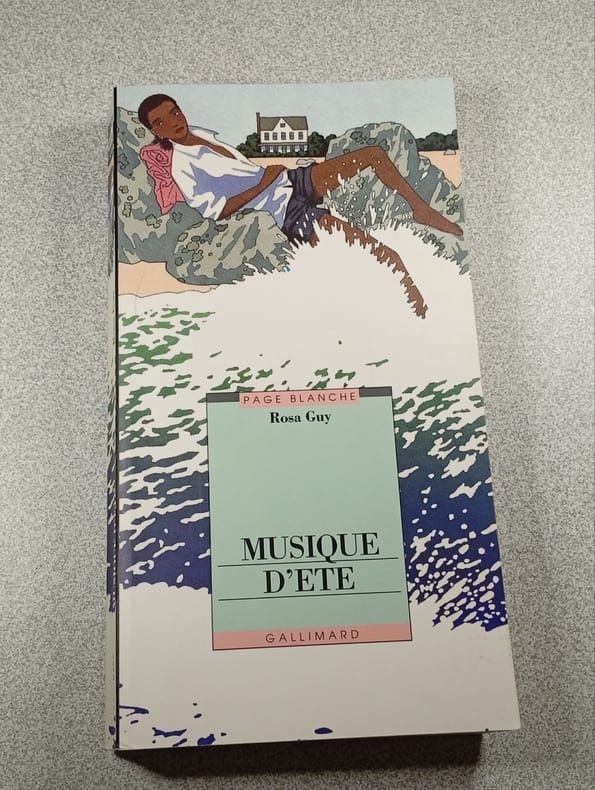 PAGE BLANCHE
Rosa Guy
MUSIQUE
D'ETE
GALLIMARD